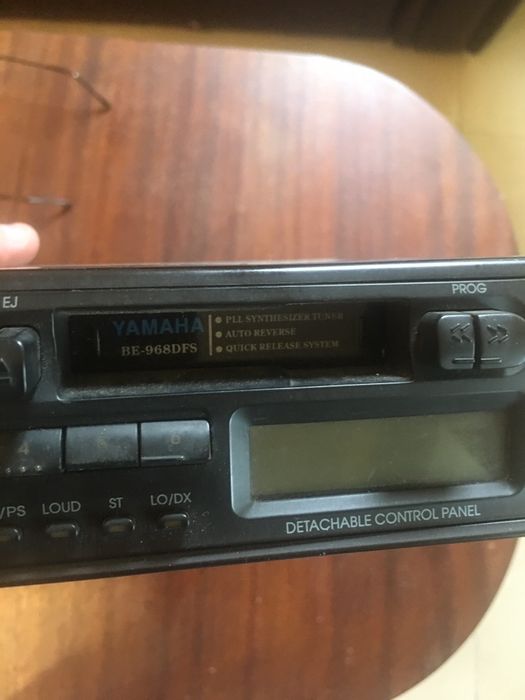 EJ
PROG
YAMAHA
BE-968DFS
• PLL SYNTHESIZER TUNER
• AUTO REVERSE
• QUICK RELEASE SYSTEM
4
6
/PS
LOUD
ST
LO/DX
DETACHABLE CONTROL PANEL